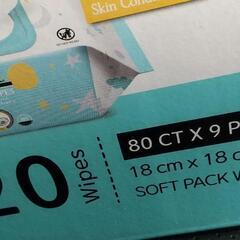 Skin Cond
20
Wipes
80 CT X 9 P
18 cm x 18 c
SOFT PACK W